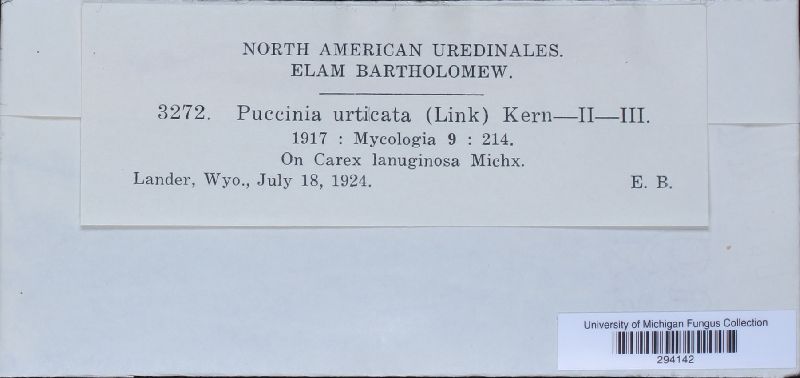 NORTH AMERICAN UREDINALES.
ELAM BARTHOLOMEW.
3272. Puccinia urticata (Link) Kern—II—III.
1917 : Mycologia 9 : 214.
On Carex lanuginosa Michx.
Lander, Wyo., July 18, 1924. E. B.
University of Michigan Fungus Collection
294142